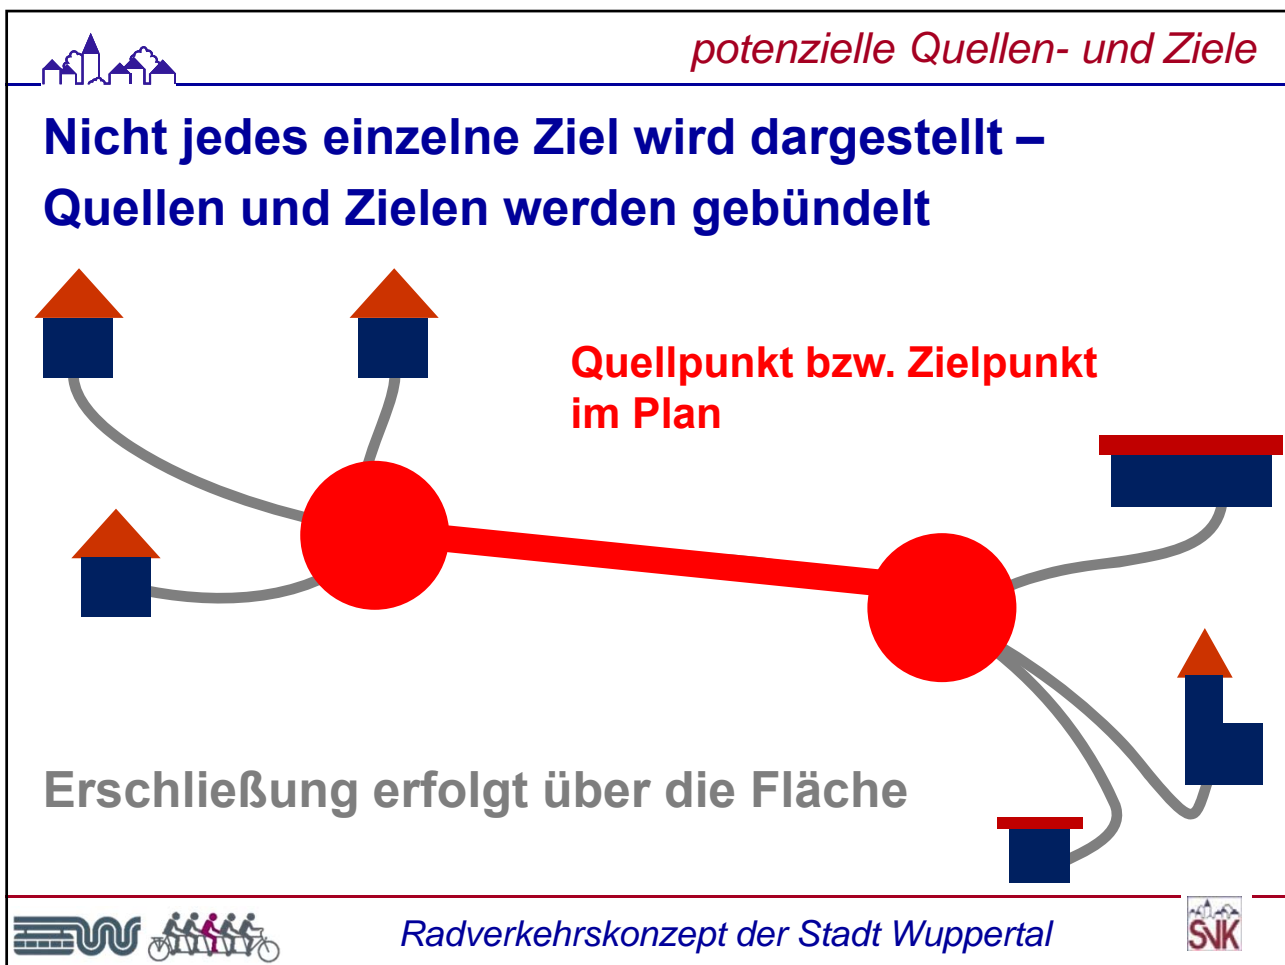 potenzielle Quellen- und Ziele
Nicht jedes einzelne Ziel wird dargestellt –
Quellen und Zielen werden gebündelt
Quellpunkt bzw. Zielpunkt
im Plan
Erschließung erfolgt über die Fläche
Radverkehrskonzept der Stadt Wuppertal
SVK